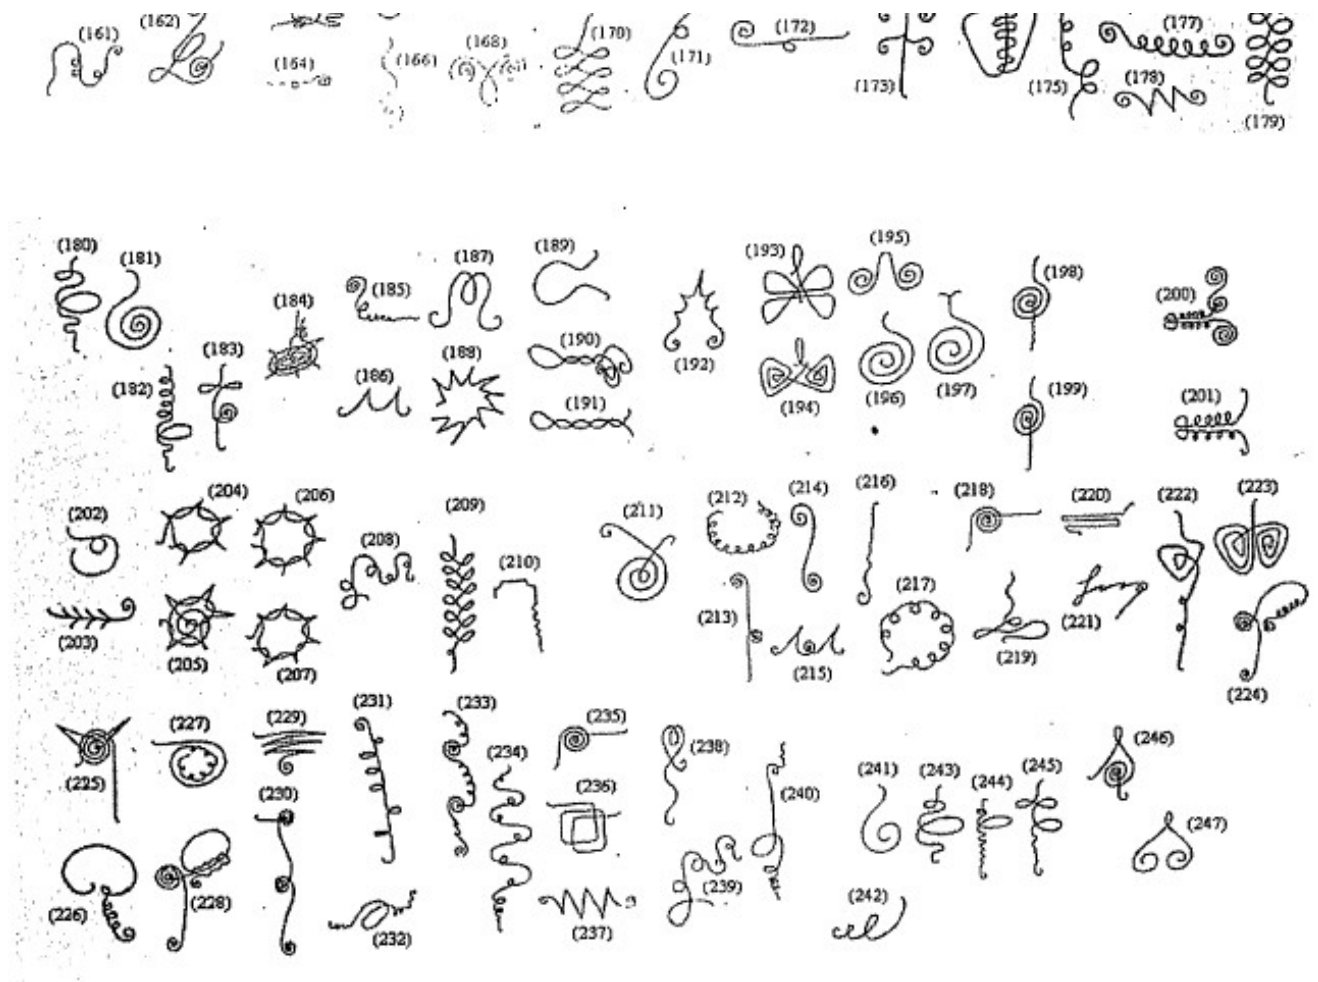 (161) (162) (170) (172) (177)
(164) (166) (168) (171) (173) (175) (178) (179)
(180) (181) (187) (189) (193) (195) (198)
(184) (185) (200)
(182) (183) (186) (188) (190) (191) (192) (194) (196) (197) (199) (201)
(202) (204) (206) (209) (211) (212) (214) (216) (218) (220) (222) (223)
(208) (210)
(203) (205) (207) (213) (215) (217) (219) (221) (224)
(225) (227) (229) (231) (233) (234) (235) (238) (246)
(230) (236) (240) (241) (243) (244) (245) (247)
(226) (228) (232) (237) (239) (242)